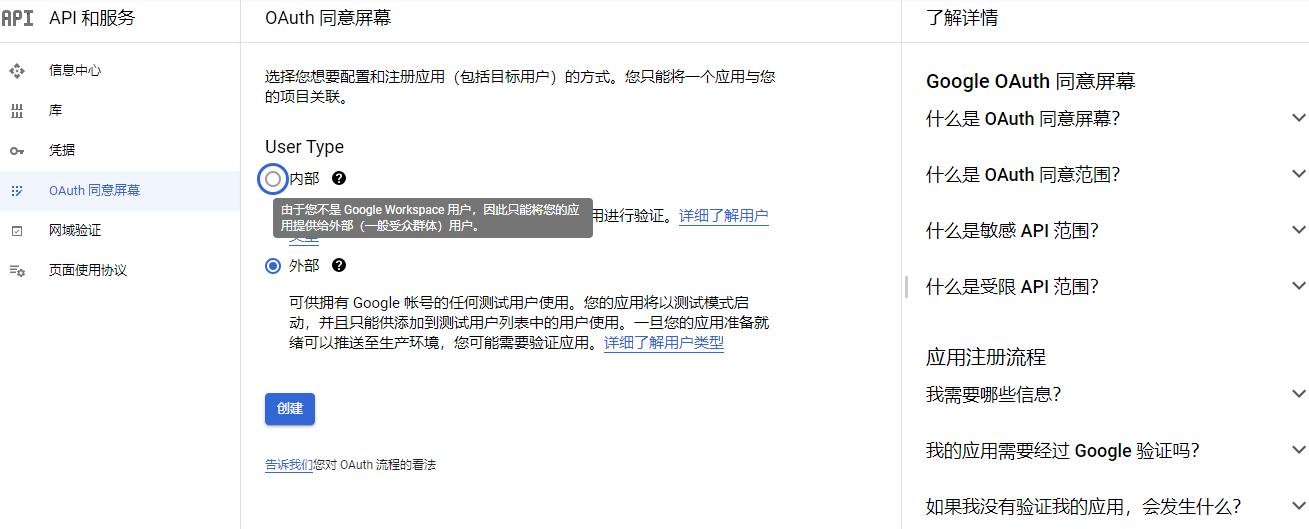 API API 和服务
信息中心
库
凭据
OAuth 同意屏幕
网域验证
页面使用协议
OAuth 同意屏幕
选择您想要配置和注册应用（包括目标用户）的方式。您只能将一个应用与您
的项目关联。
User Type
内部
由于您不是 Google Workspace 用户，因此只能将您的应
用提供给外部（一般受众群体）用户。
用进行验证。详细了解用户
类型
外部
可供拥有 Google 帐号的任何测试用户使用。您的应用将以测试模式启
动，并且只能供添加到测试用户列表中的用户使用。一旦您的应用准备就
绪可以推送至生产环境，您可能需要验证应用。详细了解用户类型
创建
告诉我们您对 OAuth 流程的看法
了解详情
Google OAuth 同意屏幕
什么是 OAuth 同意屏幕？
什么是 OAuth 同意范围？
什么是敏感 API 范围？
什么是受限 API 范围？
应用注册流程
我需要哪些信息？
我的应用需要经过 Google 验证吗？
如果我没有验证我的应用，会发生什么？